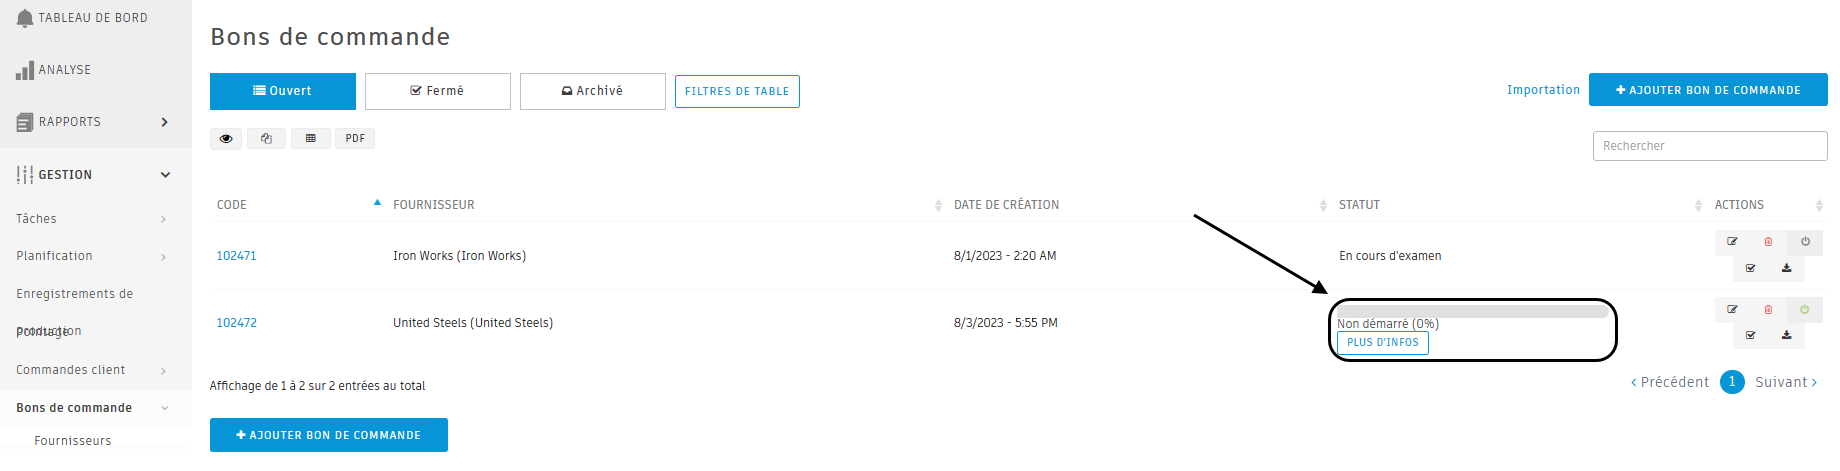 TABLEAU DE BORD
ANALYSE
RAPPORTS
GESTION
Tâches
Planification
Enregistrements de
production
Pointage
Commandes client
Bons de commande
Fournisseurs
Bons de commande
Ouvert
Fermé
Archivé
FILTRES DE TABLE
Importation
AJOUTER BON DE COMMANDE
PDF
Rechercher
CODE FOURNISSEUR DATE DE CRÉATION STATUT ACTIONS
102471 Iron Works (Iron Works) 8/1/2023 - 2:20 AM En cours d'examen
102472 United Steels (United Steels) 8/3/2023 - 5:55 PM Non démarré (0%)
PLUS D'INFOS
Affichage de 1 à 2 sur 2 entrées au total
Précédent 1 Suivant
AJOUTER BON DE COMMANDE